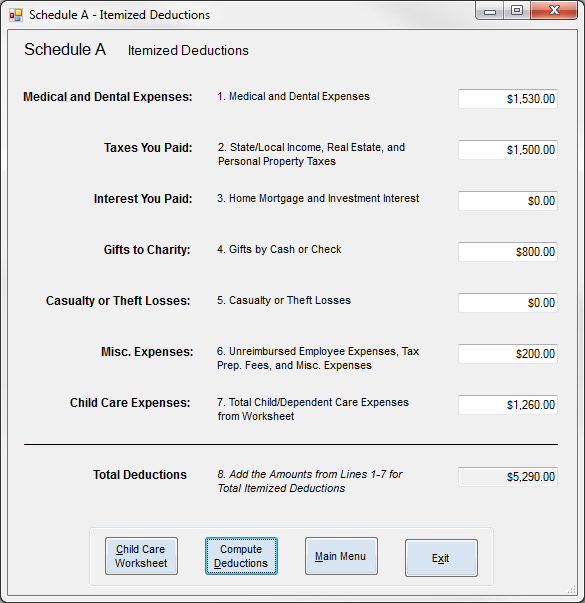 Schedule A - Itemized Deductions
Schedule A Itemized Deductions
Medical and Dental Expenses: 1. Medical and Dental Expenses $1,530.00
Taxes You Paid: 2. State/Local Income, Real Estate, and $1,500.00
Personal Property Taxes
Interest You Paid: 3. Home Mortgage and Investment Interest $0.00
Gifts to Charity: 4. Gifts by Cash or Check $800.00
Casualty or Theft Losses: 5. Casualty or Theft Losses $0.00
Misc. Expenses: 6. Unreimbursed Employee Expenses, Tax $200.00
Prep. Fees, and Misc. Expenses
Child Care Expenses: 7. Total Child/Dependent Care Expenses $1,260.00
from Worksheet
Total Deductions 8. Add the Amounts from Lines 1-7 for $5,290.00
Total Itemized Deductions
Child Care Compute Main Menu Exit
Worksheet Deductions